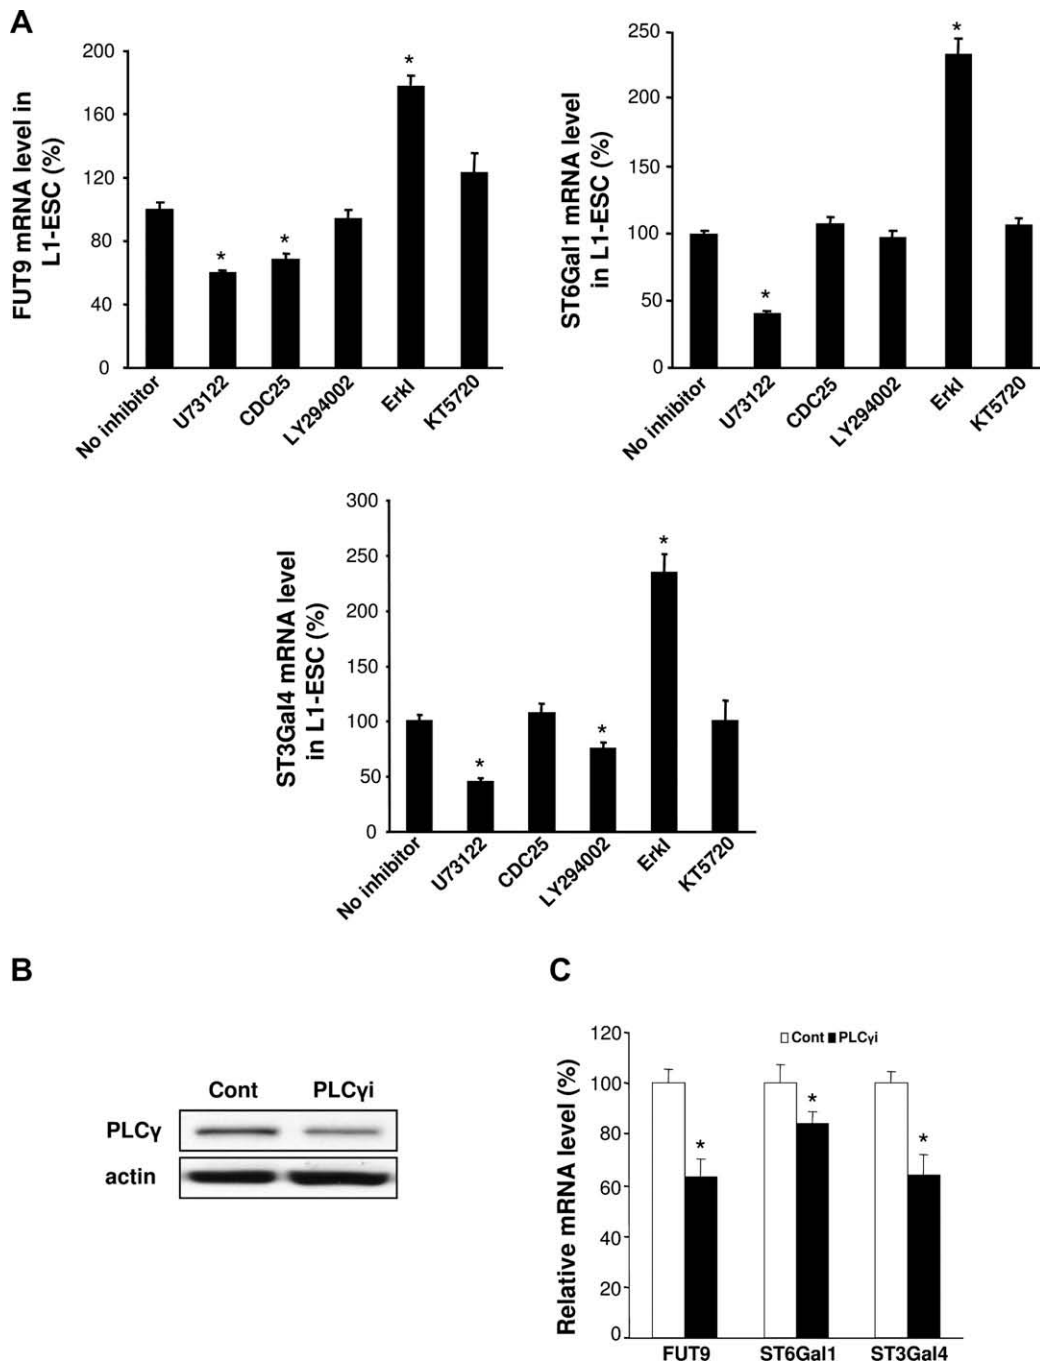 A
FUT9 mRNA level in
L1-ESC (%)
200
160
120
80
40
0
*
*
*
No inhibitor
U73122
CDC25
LY294002
ErkI
KT5720
ST6Gal1 mRNA level
in L1-ESC (%)
250
200
150
100
50
0
*
*
No inhibitor
U73122
CDC25
LY294002
ErkI
KT5720
ST3Gal4 mRNA level
in L1-ESC (%)
300
250
200
150
100
50
0
*
*
*
No inhibitor
U73122
CDC25
LY294002
ErkI
KT5720
B
Cont PLCγi
PLCγ
actin
C
Relative mRNA level (%)
120
100
80
60
40
20
0
Cont PLCγi
*
*
*
FUT9 ST6Gal1 ST3Gal4